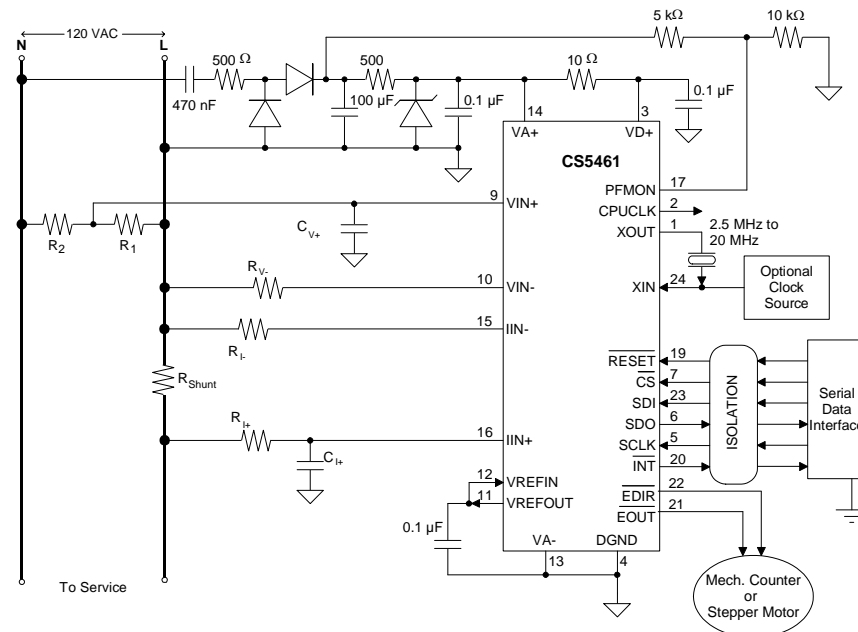 5 kΩ
10 kΩ
120 VAC
N
L
500 Ω
500
10 Ω
470 nF
100 µF
0.1 µF
0.1 µF
14
3
VA+
VD+
CS5461
9
VIN+
PFMON
17
CPUCLK
2
XOUT
1
2.5 MHz to
20 MHz
CV+
R2
R1
RV-
10
VIN-
XIN
24
Optional
Clock
Source
15
IIN-
RI-
RESET
19
CS
7
SDI
23
SDO
6
SCLK
5
INT
20
ISOLATION
Serial
Data
Interface
RShunt
RI+
16
IIN+
CI+
12
VREFIN
11
VREFOUT
EDIR
22
EOUT
21
0.1 µF
VA-
DGND
13
4
Mech. Counter
or
Stepper Motor
To Service